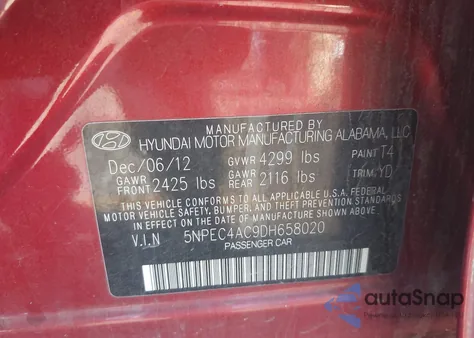 HYUNDAI MOTOR MANUFACTURING ALABAMA, LLC
Dec/06/12 GVWR 4299 lbs PAINT T4
GAWR FRONT 2425 lbs GAWR REAR 2116 lbs TRIM YD
THIS VEHICLE CONFORMS TO ALL APPLICABLE U.S.A. FEDERAL
MOTOR VEHICLE SAFETY, BUMPER, AND THEFT PREVENTION STANDARDS
IN EFFECT ON THE DATE OF MANUFACTURE SHOWN ABOVE.
V.I.N 5NPEC4AC9DH658020
PASSENGER CAR
autoSnap